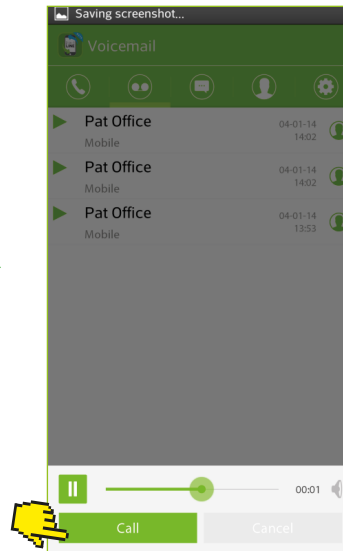 Saving screenshot...
Voicemail
Pat Office
04-01-14
Mobile
14:02
Pat Office
04-01-14
Mobile
14:02
Pat Office
04-01-14
Mobile
13:53
00:01
Call
Cancel